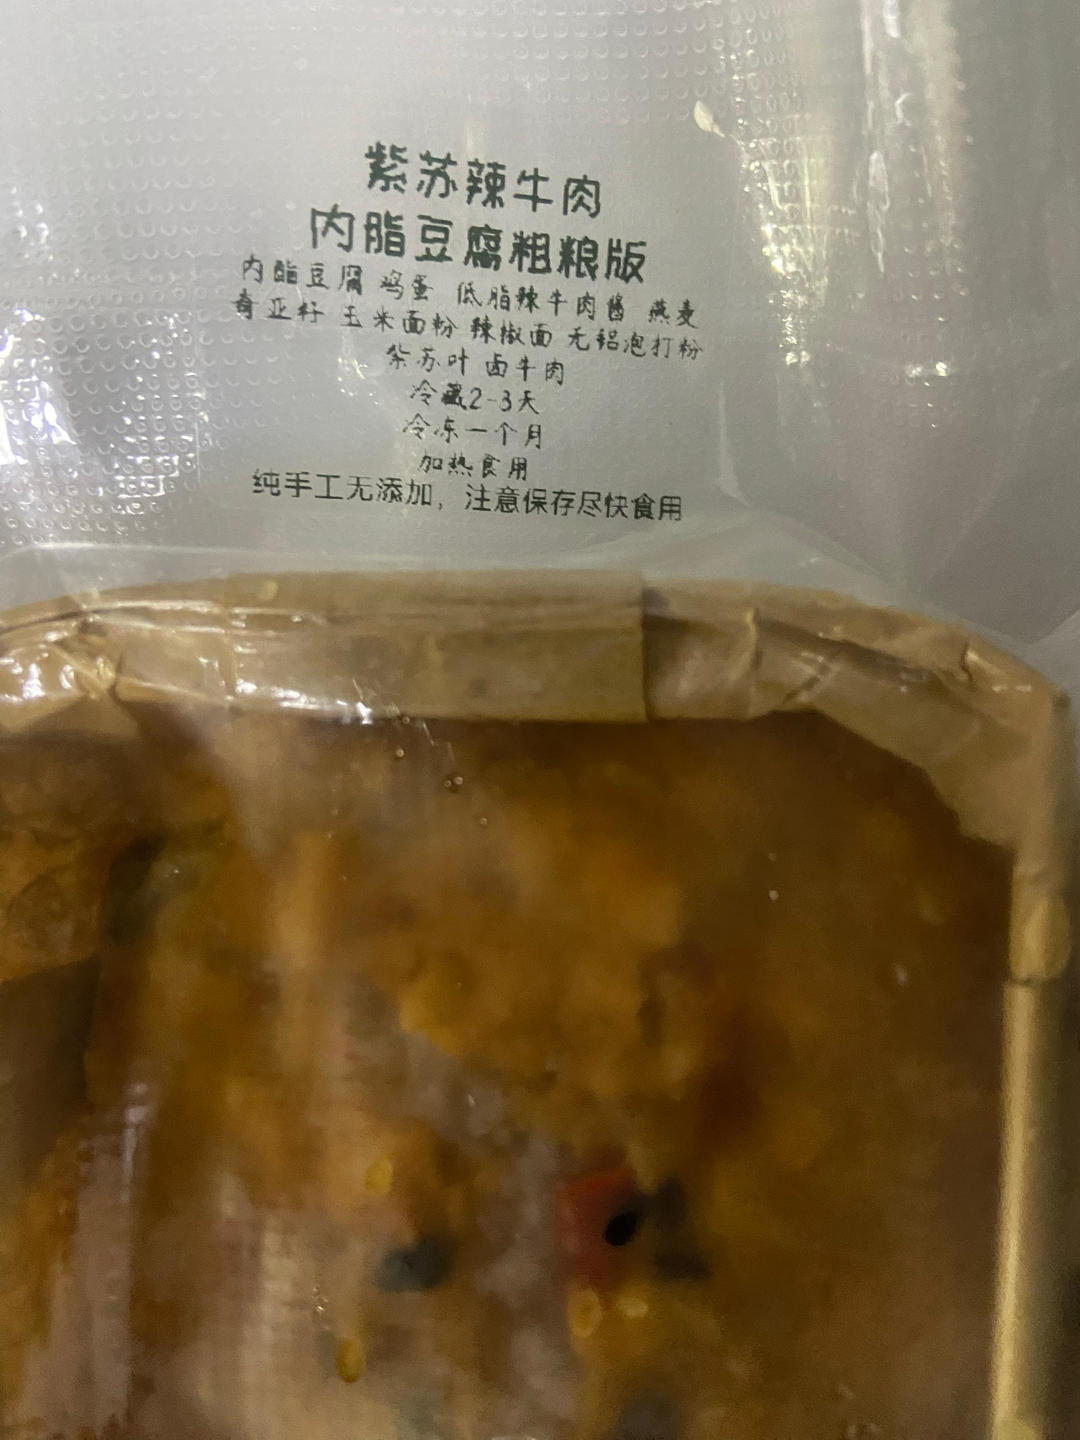 紫苏辣牛肉
内脂豆腐粗粮版
内酯豆腐 鸡蛋 低脂辣牛肉酱 燕麦
奇亚籽 玉米面粉 辣椒面 无铝泡打粉
紫苏叶 卤牛肉
冷藏2-3天
冷冻一个月
加热食用
纯手工无添加，注意保存尽快食用